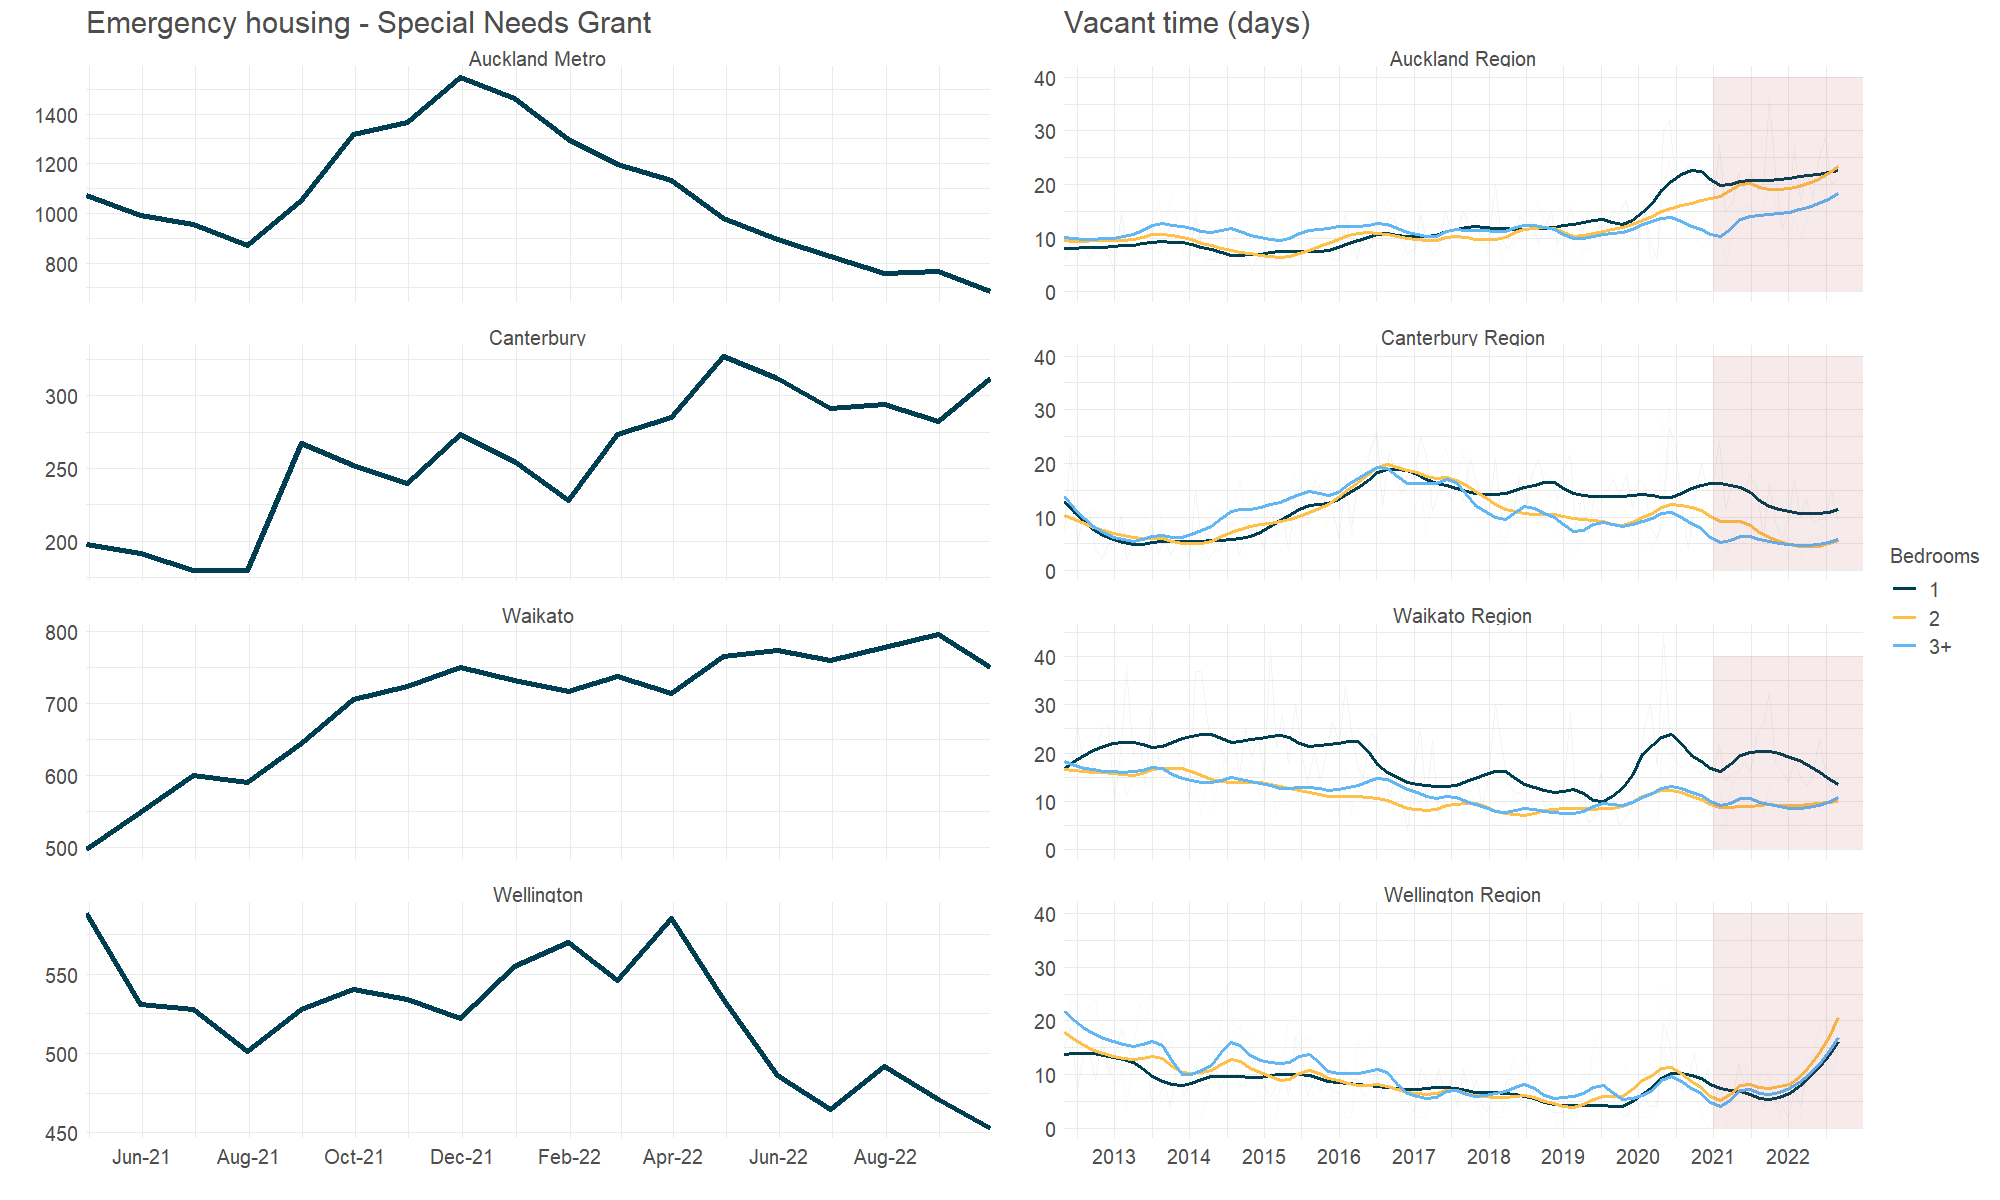 Emergency housing - Special Needs Grant
Auckland Metro
1400
1200
1000
800
Canterbury
300
250
200
Waikato
800
700
600
500
Wellington
550
500
450
Jun-21 Aug-21 Oct-21 Dec-21 Feb-22 Apr-22 Jun-22 Aug-22
Vacant time (days)
Auckland Region
40
30
20
10
0
Canterbury Region
40
30
20
10
0
Waikato Region
40
30
20
10
0
Wellington Region
40
30
20
10
0
2013 2014 2015 2016 2017 2018 2019 2020 2021 2022
Bedrooms
1
2
3+